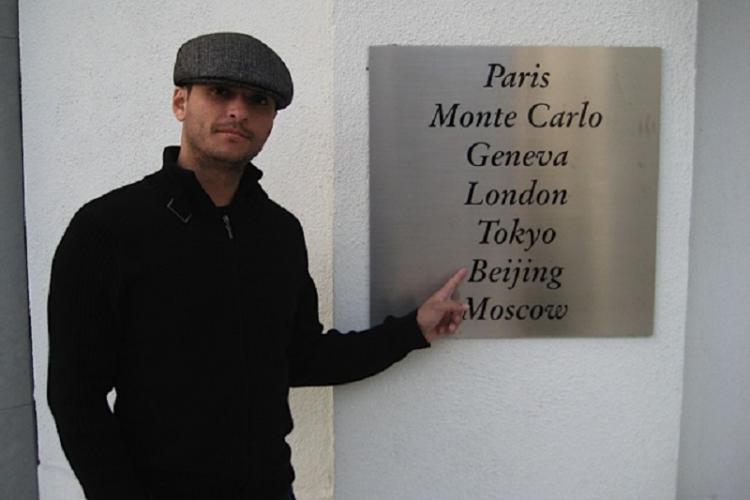 Paris
Monte Carlo
Geneva
London
Tokyo
Beijing
Moscow